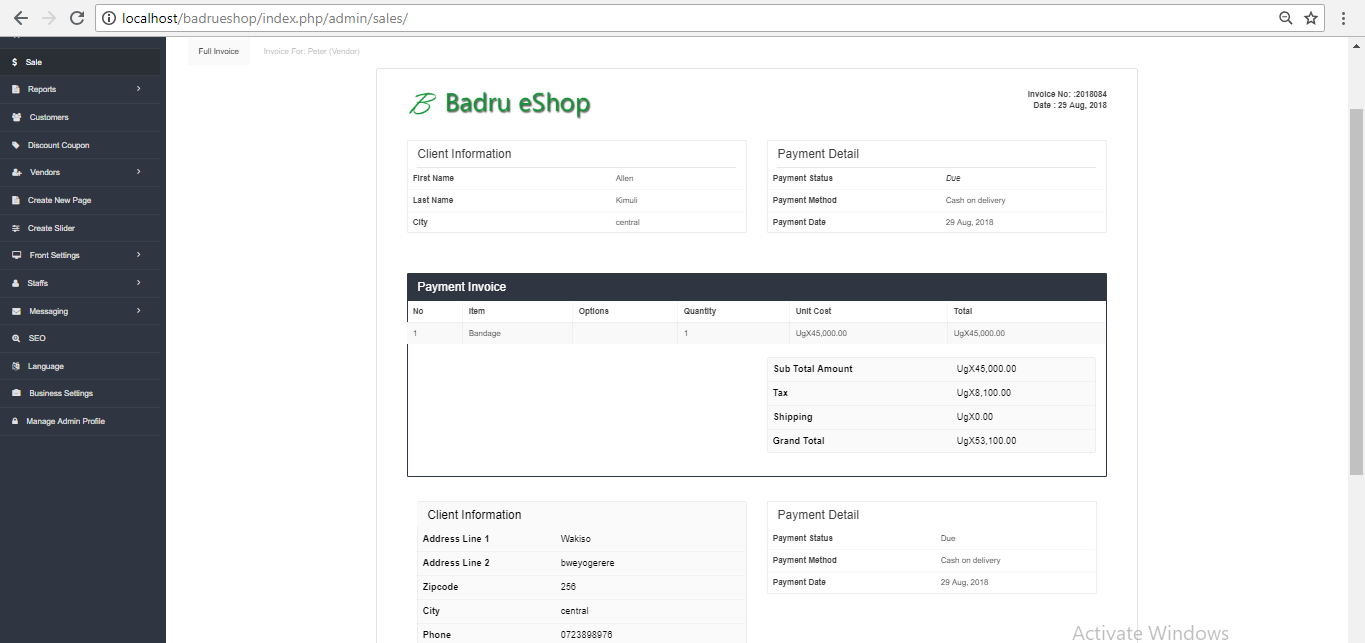 localhost/badrueshop/index.php/admin/sales/
Sale
Reports
Customers
Discount Coupon
Vendors
Create New Page
Create Slider
Front Settings
Staffs
Messaging
SEO
Language
Business Settings
Manage Admin Profile
Full Invoice Invoice For: Peter (Vendor)
B Badru eShop
Invoice No: :2018084
Date : 29 Aug, 2018
Client Information
First Name Allen
Last Name Kimuli
City central
Payment Detail
Payment Status Due
Payment Method Cash on delivery
Payment Date 29 Aug, 2018
Payment Invoice
No Item Options Quantity Unit Cost Total
1 Bandage 1 UgX45,000.00 UgX45,000.00
Sub Total Amount UgX45,000.00
Tax UgX8,100.00
Shipping UgX0.00
Grand Total UgX53,100.00
Client Information
Address Line 1 Wakiso
Address Line 2 bweyogerere
Zipcode 256
City central
Phone 0723898976
Payment Detail
Payment Status Due
Payment Method Cash on delivery
Payment Date 29 Aug, 2018
Activate Windows